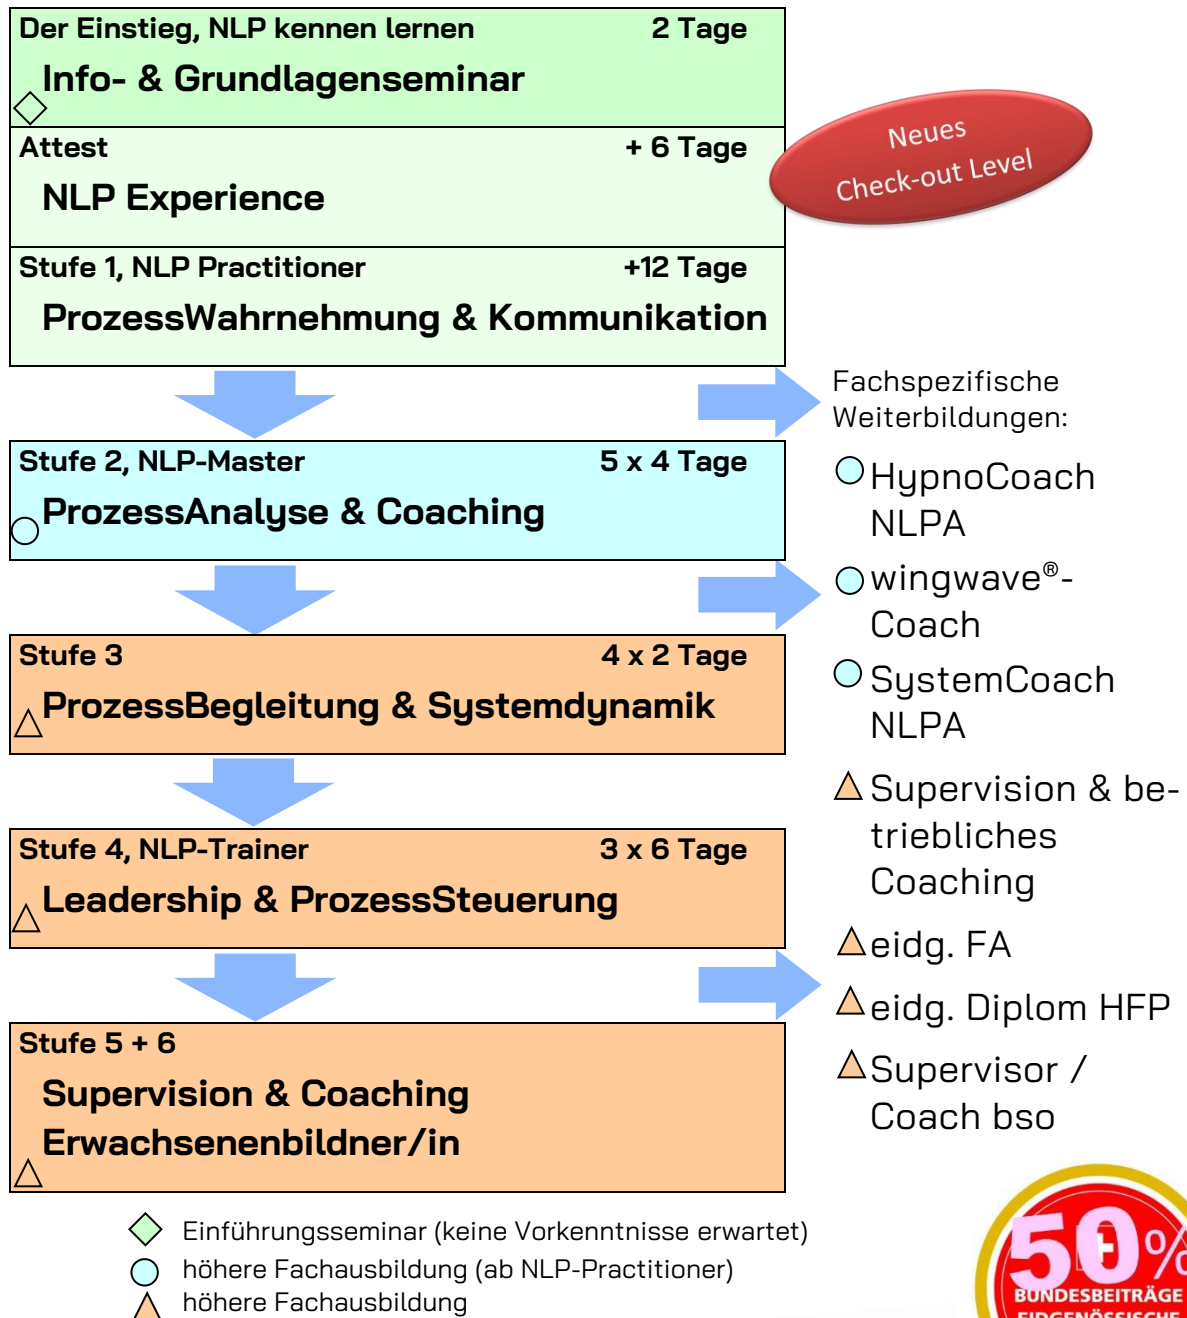 Der Einstieg, NLP kennen lernen 2 Tage
Info- & Grundlagenseminar
Attest + 6 Tage
NLP Experience
Stufe 1, NLP Practitioner +12 Tage
ProzessWahrnehmung & Kommunikation
Neues
Check-out Level
Stufe 2, NLP-Master 5 x 4 Tage
ProzessAnalyse & Coaching
Stufe 3 4 x 2 Tage
ProzessBegleitung & Systemdynamik
Stufe 4, NLP-Trainer 3 x 6 Tage
Leadership & ProzessSteuerung
Stufe 5 + 6
Supervision & Coaching
Erwachsenenbildner/in
Fachspezifische
Weiterbildungen:
HypnoCoach
NLPA
wingwave®-
Coach
SystemCoach
NLPA
Supervision & be-
triebliches
Coaching
eidg. FA
eidg. Diplom HFP
Supervisor /
Coach bso
Einführungsseminar (keine Vorkenntnisse erwartet)
höhere Fachausbildung (ab NLP-Practitioner)
höhere Fachausbildung
50%
BUNDESBEITRÄGE
EIDGENÖSSISCHE